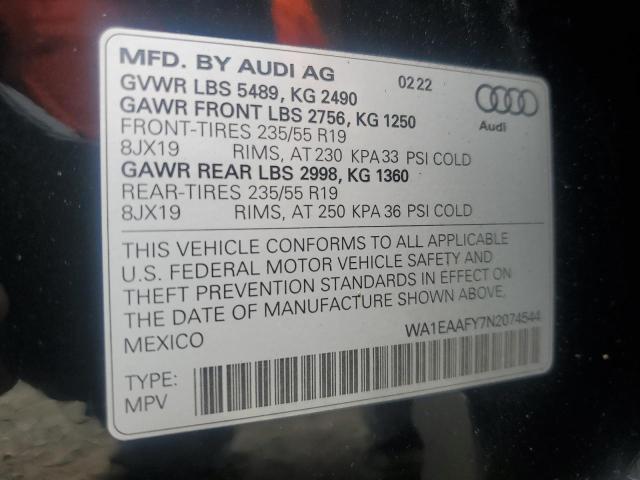 MFD. BY AUDI AG 02 22
GVWR LBS 5489, KG 2490
GAWR FRONT LBS 2756, KG 1250
FRONT-TIRES 235/55 R19
8JX19 RIMS, AT 230 KPA 33 PSI COLD
GAWR REAR LBS 2998, KG 1360
REAR-TIRES 235/55 R19
8JX19 RIMS, AT 250 KPA 36 PSI COLD
Audi
THIS VEHICLE CONFORMS TO ALL APPLICABLE
U.S. FEDERAL MOTOR VEHICLE SAFETY AND
THEFT PREVENTION STANDARDS IN EFFECT ON
THE DATE OF MANUFACTURE SHOWN ABOVE,
MEXICO
WA1EAAFY7N2074544
TYPE:
MPV